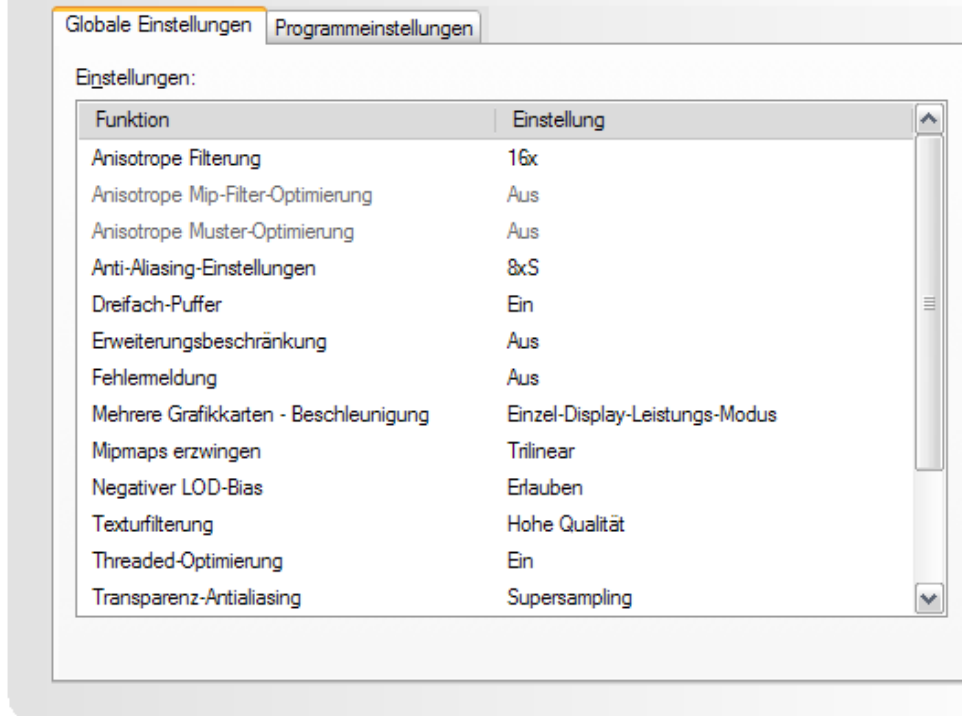 Globale Einstellungen Programmeinstellungen
Einstellungen:
Funktion Einstellung
Anisotrope Filterung 16x
Anisotrope Mip-Filter-Optimierung Aus
Anisotrope Muster-Optimierung Aus
Anti-Aliasing-Einstellungen 8xS
Dreifach-Puffer Ein
Erweiterungsbeschränkung Aus
Fehlermeldung Aus
Mehrere Grafikkarten - Beschleunigung Einzel-Display-Leistungs-Modus
Mipmaps erzwingen Trilinear
Negativer LOD-Bias Erlauben
Texturfilterung Hohe Qualität
Threaded-Optimierung Ein
Transparenz-Antialiasing Supersampling